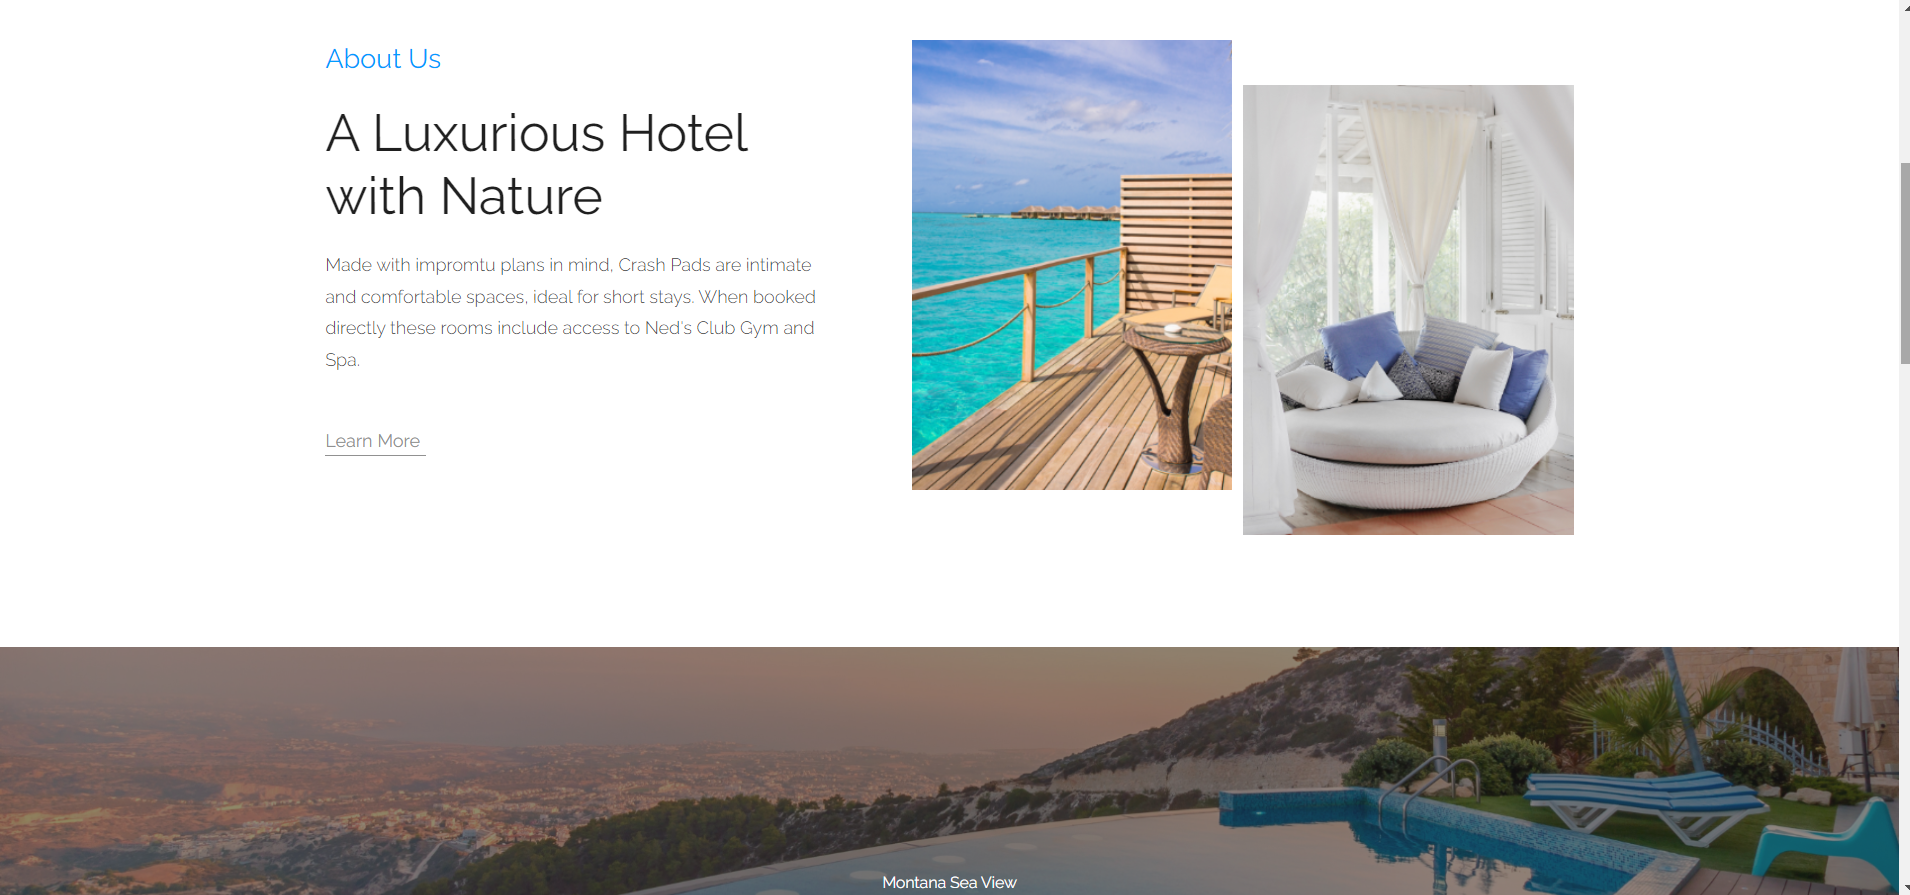 About Us
A Luxurious Hotel
with Nature
Made with impromtu plans in mind, Crash Pads are intimate
and comfortable spaces, ideal for short stays. When booked
directly these rooms include access to Ned's Club Gym and
Spa.
Learn More
Montana Sea View